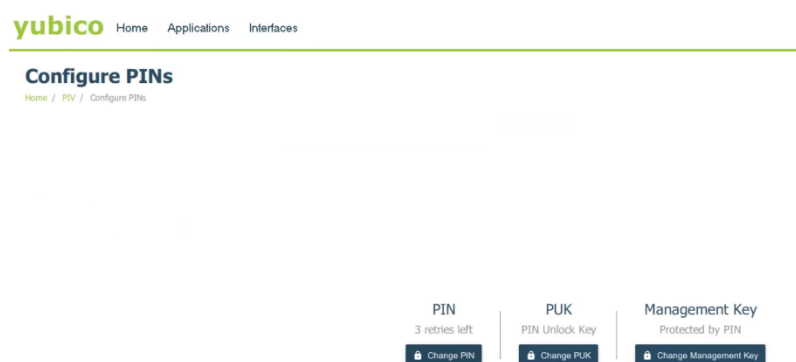 yubico Home Applications Interfaces
Configure PINs
Home / PIV / Configure PINs
PIN PUK Management Key
3 retries left PIN Unlock Key Protected by PIN
Change PIN Change PUK Change Management Key